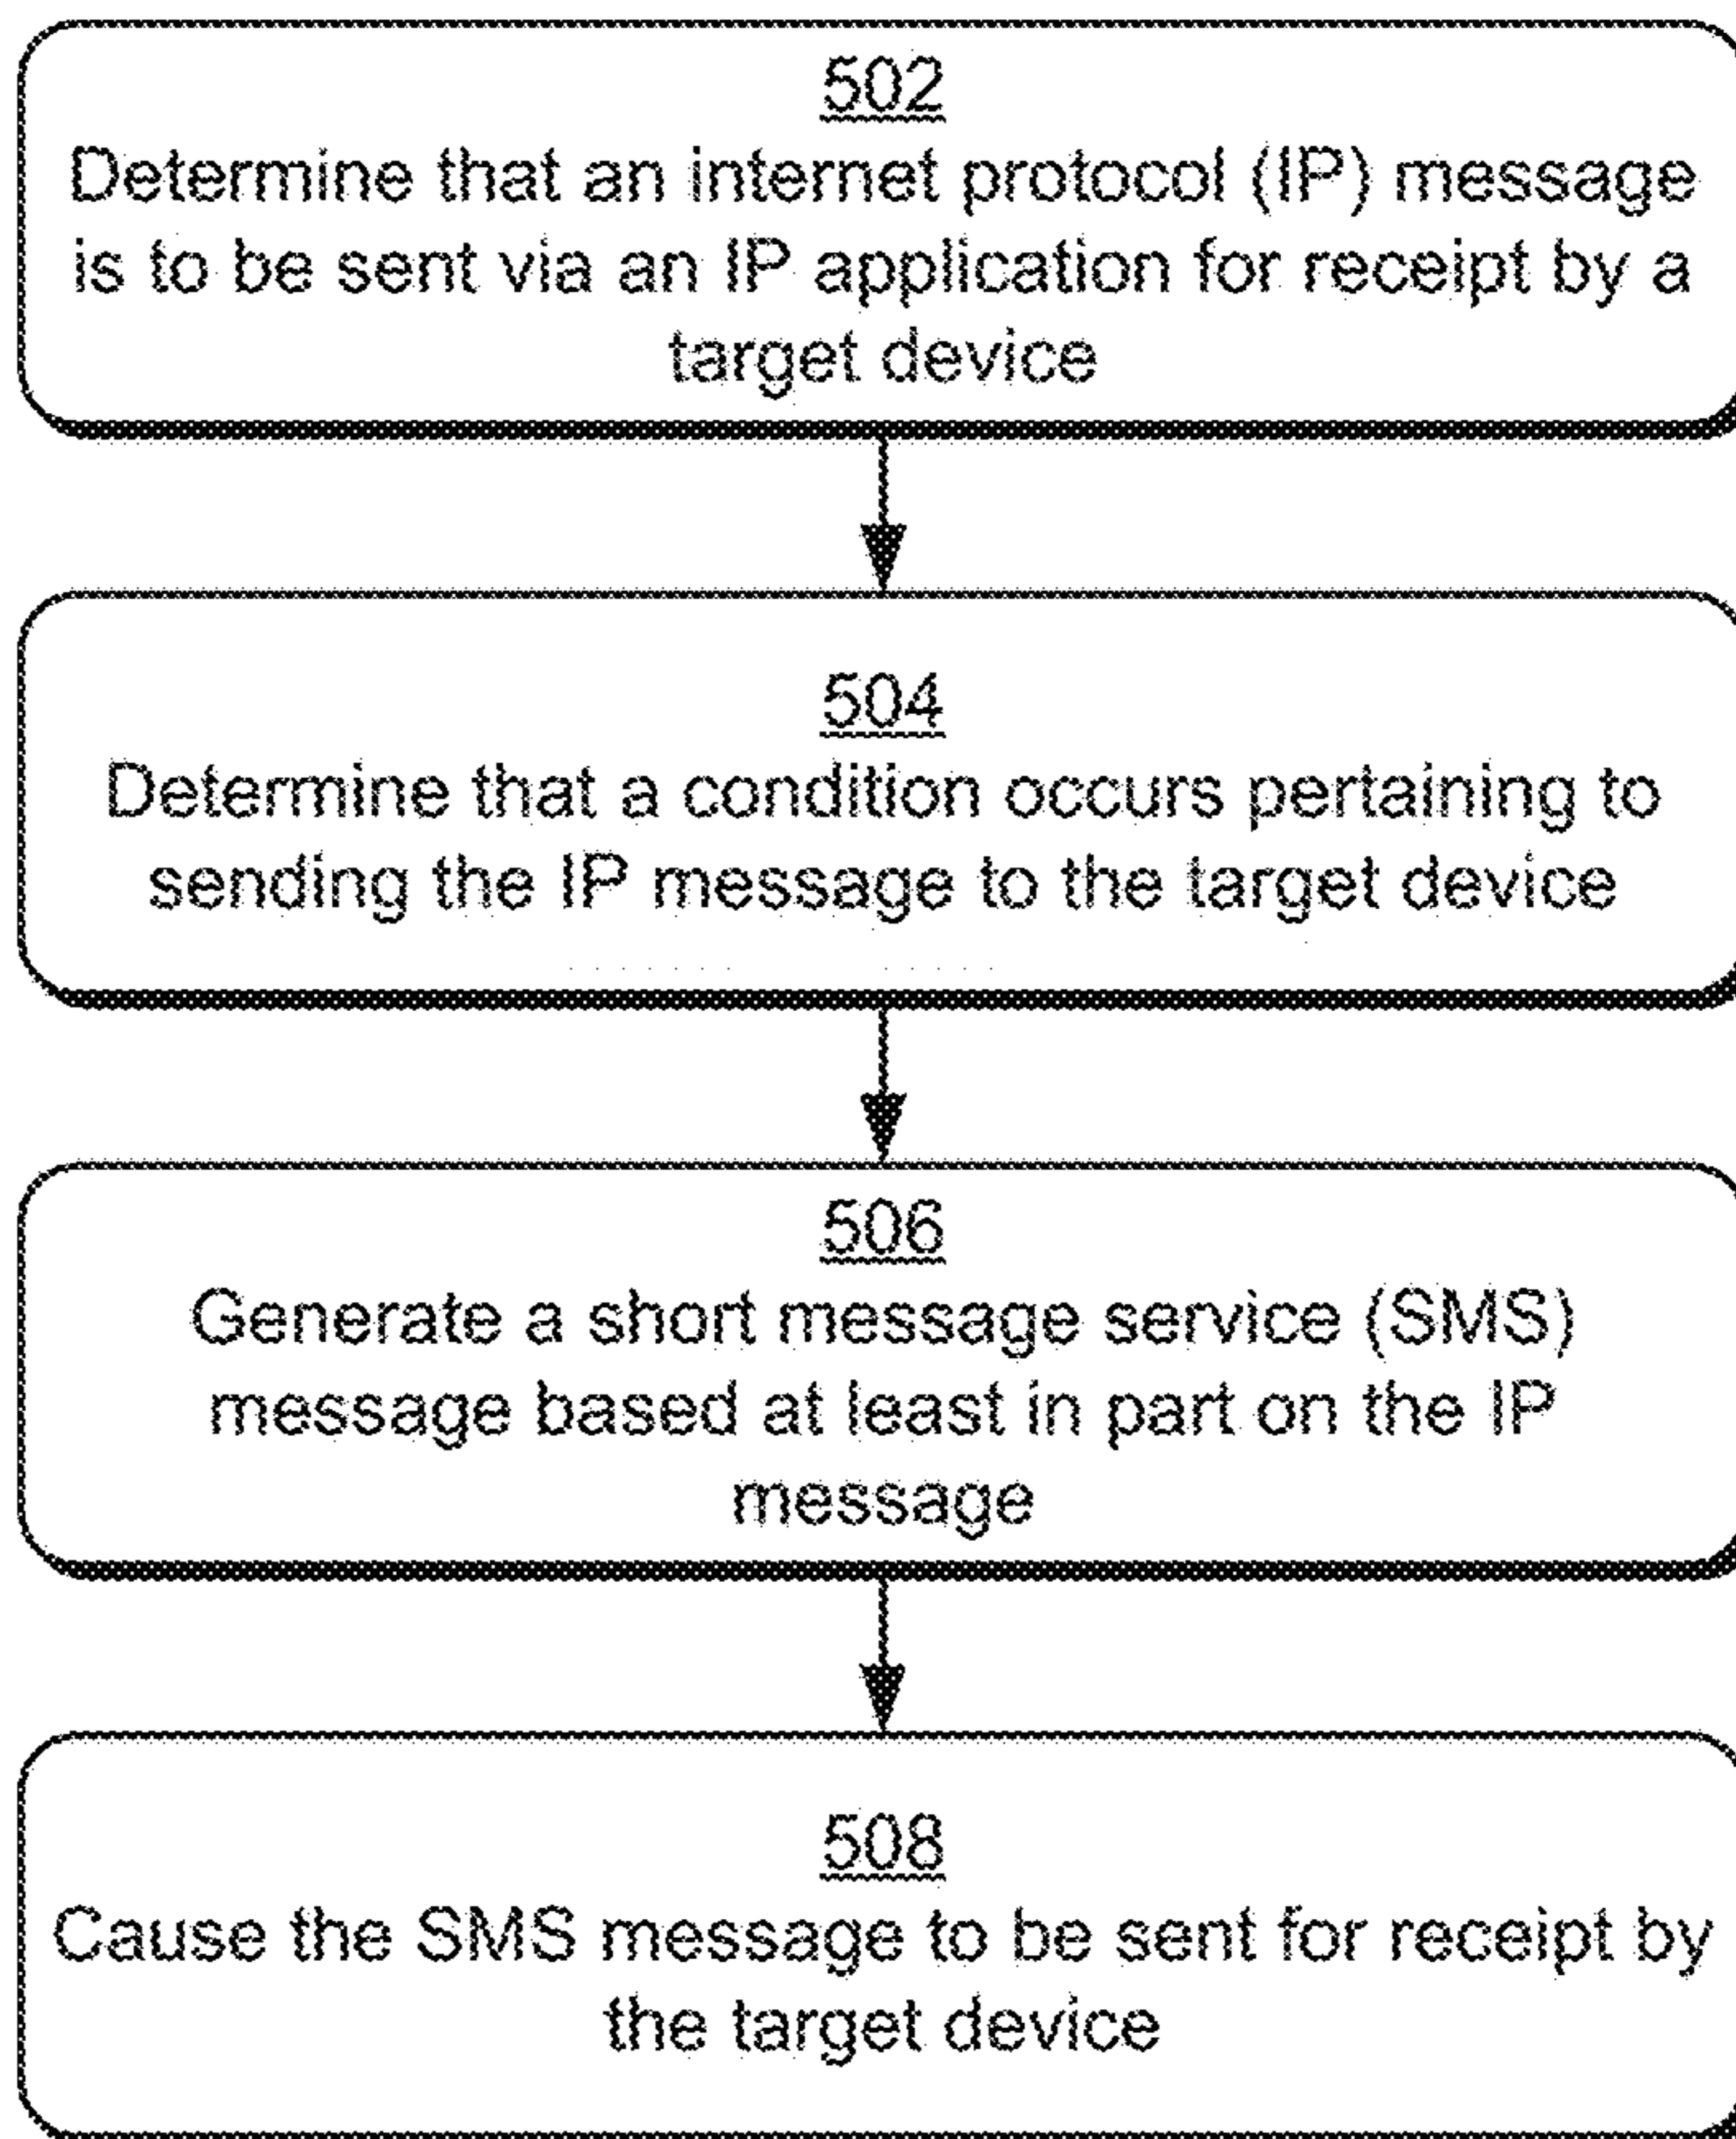 502
Determine that an internet protocol (IP) message
is to be sent via an IP application for receipt by a
target device
504
Determine that a condition occurs pertaining to
sending the IP message to the target device
506
Generate a short message service (SMS)
message based at least in part on the IP
message
508
Cause the SMS message to be sent for receipt by
the target device